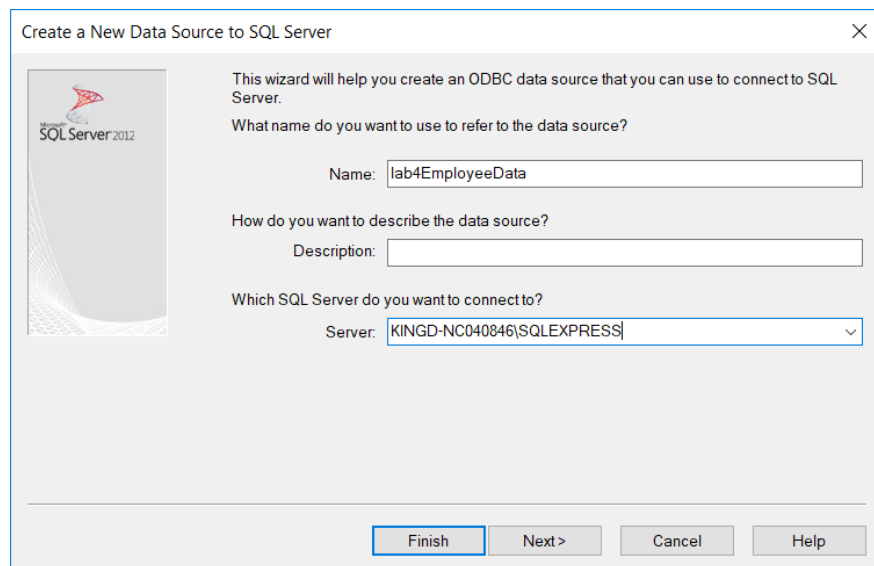 Create a New Data Source to SQL Server
This wizard will help you create an ODBC data source that you can use to connect to SQL
Server.
What name do you want to use to refer to the data source?
Microsoft
SQL Server 2012
Name: lab4EmployeeData
How do you want to describe the data source?
Description:
Which SQL Server do you want to connect to?
Server: KINGD-NC040846\SQLEXPRESS
Finish Next > Cancel Help